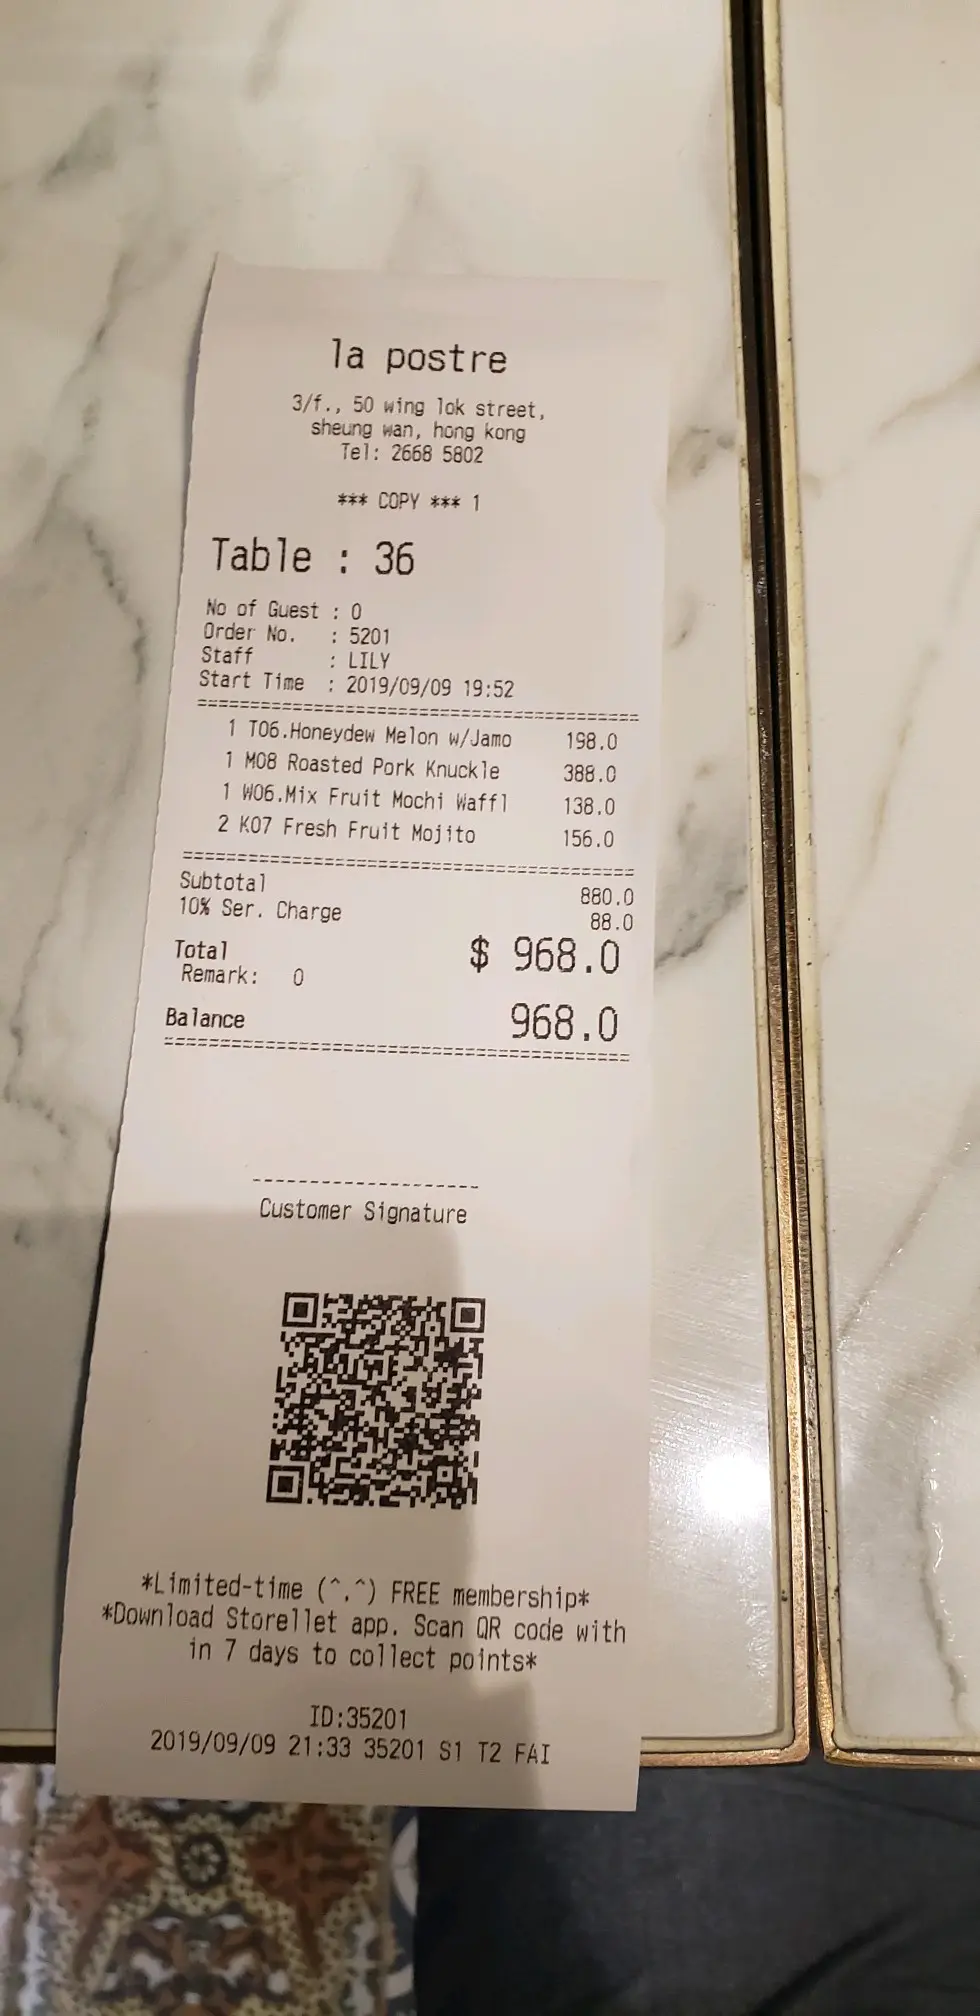 la postre
3/f., 50 wing lok street,
sheung wan, hong kong
Tel: 2668 5802
*** COPY *** 1
Table : 36
No of Guest : 0
Order No. : 5201
Staff : LILY
Start Time : 2019/09/09 19:52
1 T06.Honeydew Melon w/Jamo 198.0
1 M08 Roasted Pork Knuckle 388.0
1 W06.Mix Fruit Mochi Waffl 138.0
2 K07 Fresh Fruit Mojito 156.0
Subtotal 880.0
10% Ser. Charge 88.0
Total $ 968.0
Remark: 0
Balance 968.0
Customer Signature
*Limited-time (^.^) FREE membership*
*Download Storellet app. Scan QR code with
in 7 days to collect points*
ID:35201
2019/09/09 21:33 35201 S1 T2 FAI